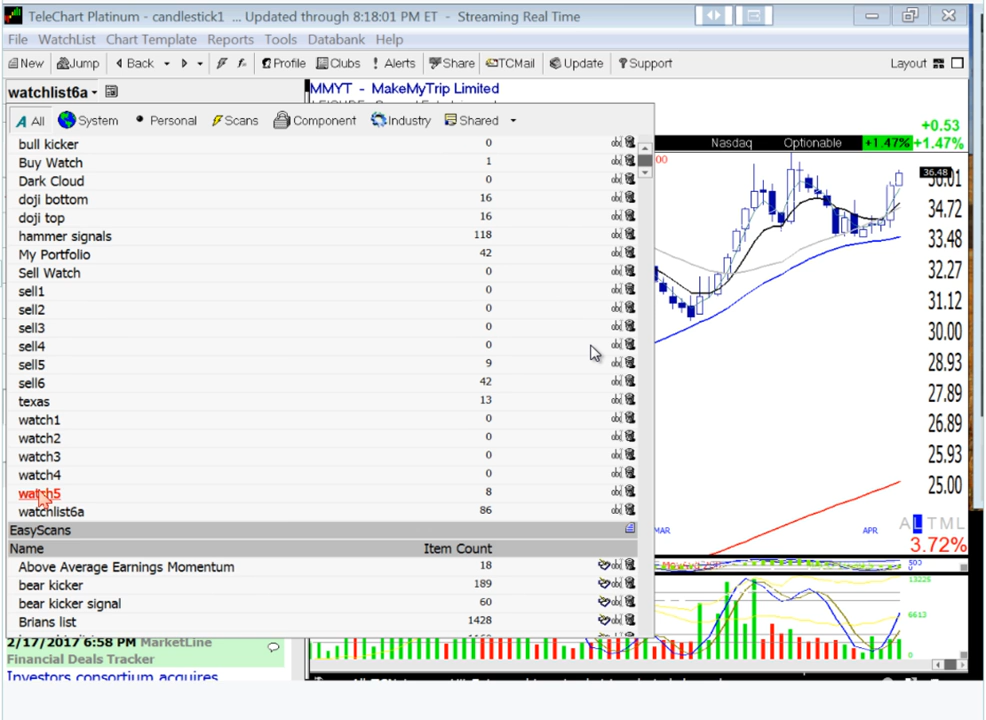 TeleChart Platinum - candlestick1 ... Updated through 8:18:01 PM ET - Streaming Real Time
File WatchList Chart Template Reports Tools Databank Help
New Jump Back Profile Clubs Alerts Share TCMail Update Support Layout
watchlist6a
MMYT - MakeMyTrip Limited
All System Personal Scans Component Industry Shared
+0.53
Nasdaq Optionable +1.47% +1.47%
bull kicker 0
Buy Watch 1
Dark Cloud 0
doji bottom 16
doji top 16
hammer signals 118
My Portfolio 42
Sell Watch 0
sell1 0
sell2 0
sell3 0
sell4 0
sell5 9
sell6 42
texas 13
watch1 0
watch2 0
watch3 0
watch4 0
watch5 8
watchlist6a 86
EasyScans
Name Item Count
Above Average Earnings Momentum 18
bear kicker 189
bear kicker signal 60
Brians list 1428
36.48
34.72
33.48
32.27
31.12
30.00
28.93
27.89
26.89
25.93
25.00
MAR APR
A L T M L
3.72%
500
0
13225
6613
0
2/17/2017 6:58 PM MarketLine
Financial Deals Tracker
Investors consortium acquires